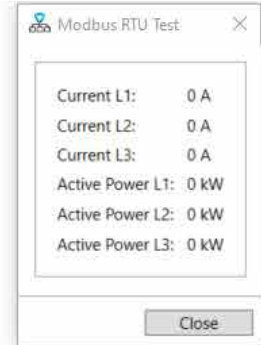 Modbus RTU Test
Current L1: 0 A
Current L2: 0 A
Current L3: 0 A
Active Power L1: 0 kW
Active Power L2: 0 kW
Active Power L3: 0 kW
Close